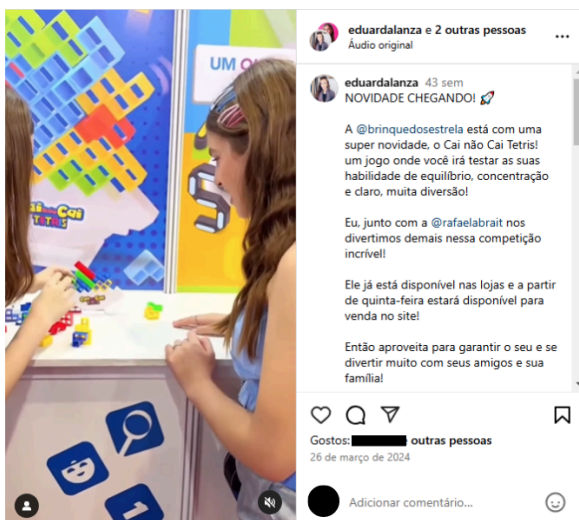 UM
Cai não Cai
TETRIS
eduardalanza e 2 outras pessoas
Áudio original
eduardalanza 43 sem
NOVIDADE CHEGANDO! 🚀
A @brinquedosestrela está com uma
super novidade, o Cai não Cai Tetris!
um jogo onde você irá testar as suas
habilidade de equilíbrio, concentração
e claro, muita diversão!
Eu, junto com a @rafaelabrait nos
divertimos demais nessa competição
incrível!
Ele já está disponível nas lojas e a partir
de quinta-feira estará disponível para
venda no site!
Então aproveita para garantir o seu e se
divertir muito com seus amigos e sua
família!
Gostos: outras pessoas
26 de março de 2024
Adicionar comentário...